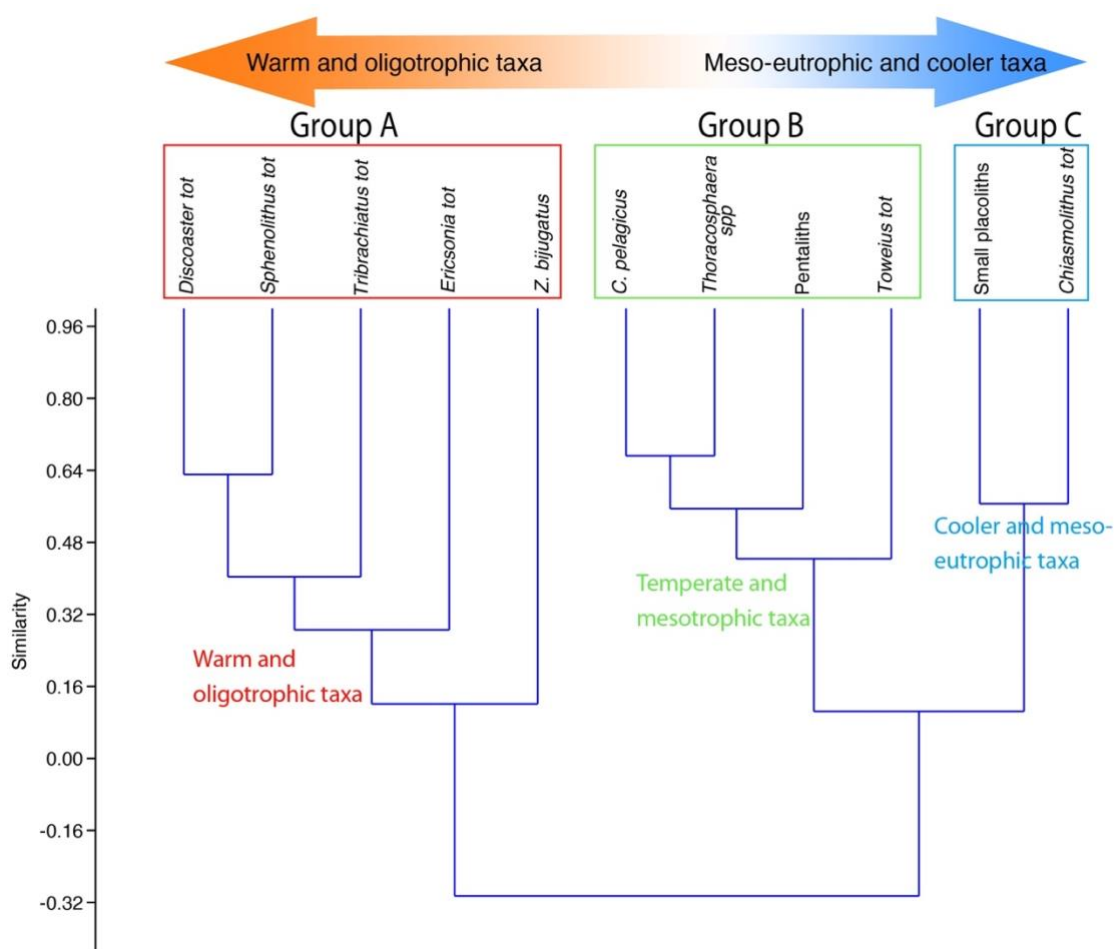 Warm and oligotrophic taxa
Meso-eutrophic and cooler taxa
Group A
Group B
Group C
Discoaster tot
Sphenolithus tot
Tribrachiatus tot
Ericsonia tot
Z. bijugatus
C. pelagicus
Thoracosphaera
spp
Pentaliths
Toweius tot
Small placoliths
Chiasmolithus tot
0.96
0.80
0.64
0.48
0.32
0.16
0.00
-0.16
-0.32
Similarity
Cooler and meso-
eutrophic taxa
Temperate and
mesotrophic taxa
Warm and
oligotrophic taxa